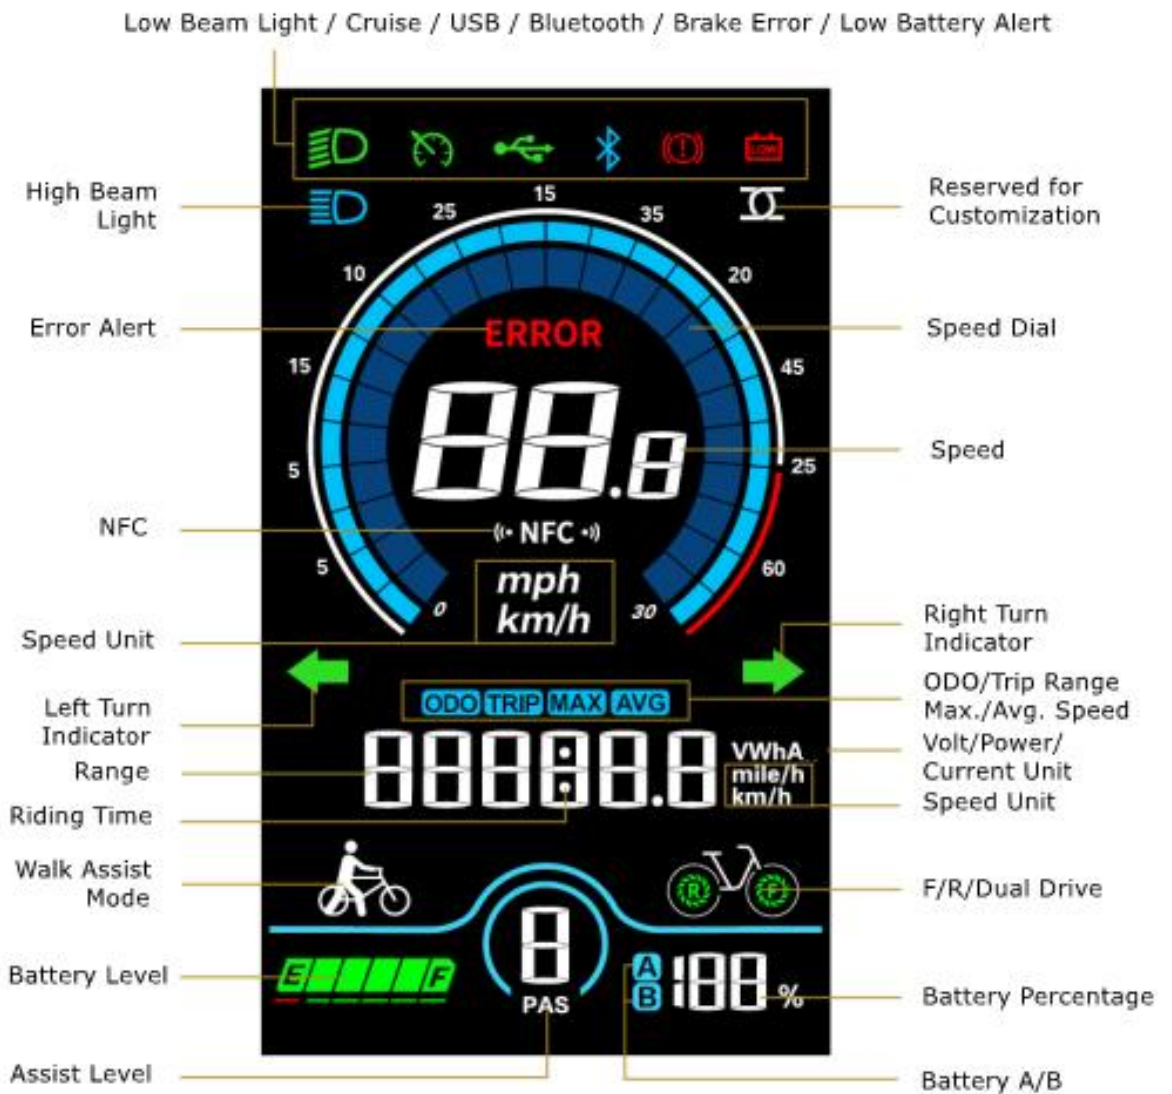 Low Beam Light / Cruise / USB / Bluetooth / Brake Error / Low Battery Alert
LOW
High Beam
Light
Reserved for
Customization
15
25
35
10
20
Error Alert
ERROR
Speed Dial
15
45
88.8
Speed
5
25
NFC
NFC
5
60
mph
km/h
0
30
Speed Unit
Right Turn
Indicator
Left Turn
Indicator
ODO TRIP MAX AVG
ODO/Trip Range
Max./Avg. Speed
Range
888:88.8
VWhA
mile/h
km/h
Volt/Power/
Current Unit
Speed Unit
Riding Time
Walk Assist
Mode
R F
F/R/Dual Drive
Battery Level
E F
8
PAS
A
B
188 %
Battery Percentage
Assist Level
Battery A/B